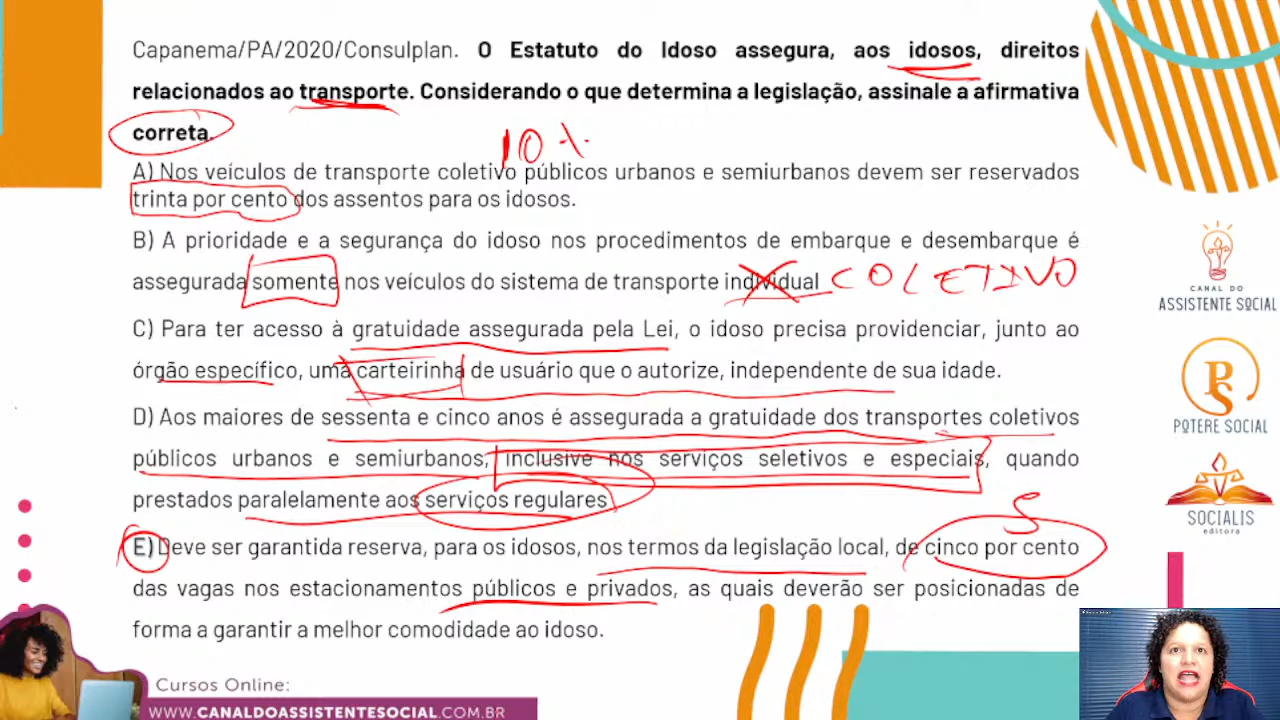 Capanema/PA/2020/Consulplan. O Estatuto do Idoso assegura, aos idosos, direitos
relacionados ao transporte. Considerando o que determina a legislação, assinale a afirmativa
correta.
10 %
A) Nos veículos de transporte coletivo públicos urbanos e semiurbanos devem ser reservados
trinta por cento dos assentos para os idosos.
B) A prioridade e a segurança do idoso nos procedimentos de embarque e desembarque é
assegurada somente nos veículos do sistema de transporte individual COLETIVO
C) Para ter acesso à gratuidade assegurada pela Lei, o idoso precisa providenciar, junto ao
órgão específico, uma carteirinha de usuário que o autorize, independente de sua idade.
D) Aos maiores de sessenta e cinco anos é assegurada a gratuidade dos transportes coletivos
públicos urbanos e semiurbanos, inclusive nos serviços seletivos e especiais, quando
prestados paralelamente aos serviços regulares
E) Deve ser garantida reserva, para os idosos, nos termos da legislação local, de cinco por cento
das vagas nos estacionamentos públicos e privados, as quais deverão ser posicionadas de
forma a garantir a melhor comodidade ao idoso.
CANAL DO
ASSISTENTE SOCIAL
PS
POTERE SOCIAL
SOCIALIS
editora
Cursos Online:
WWW.CANALDOASSISTENTESOCIAL.COM.BR